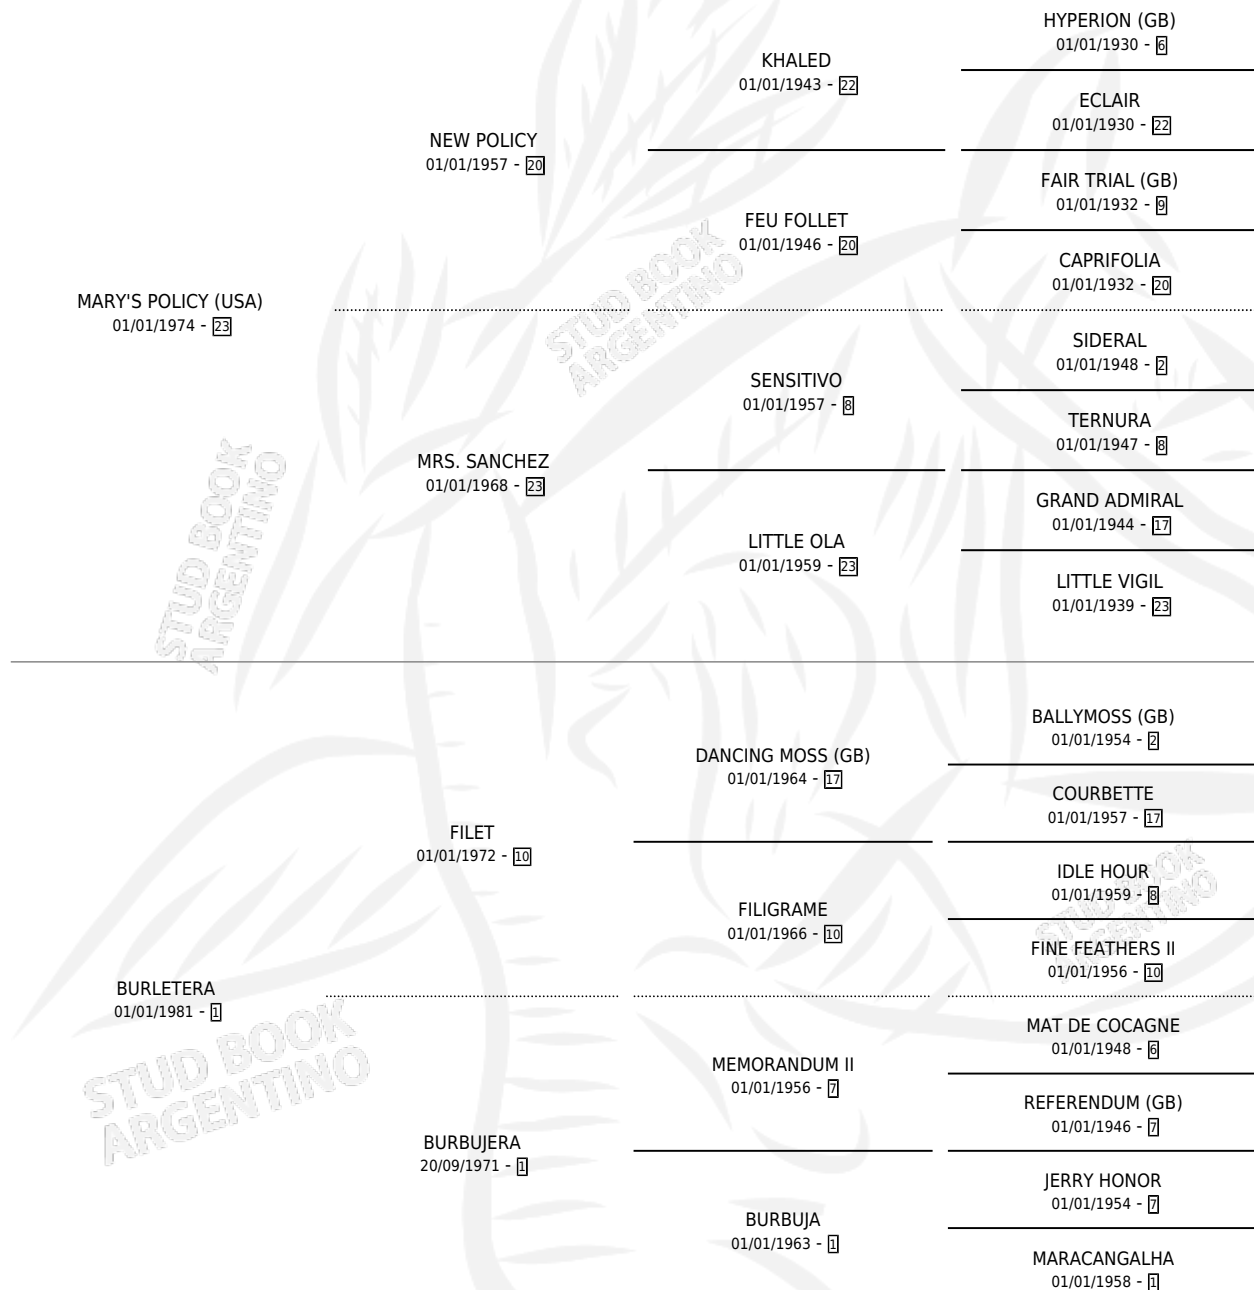 HYPERION (GB)
01/01/1930 - 6
KHALED
01/01/1943 - 22
ECLAIR
01/01/1930 - 22
NEW POLICY
01/01/1957 - 20
FAIR TRIAL (GB)
01/01/1932 - 9
FEU FOLLET
01/01/1946 - 20
CAPRIFOLIA
01/01/1932 - 20
MARY'S POLICY (USA)
01/01/1974 - 23
SIDERAL
01/01/1948 - 2
SENSITIVO
01/01/1957 - 8
TERNURA
01/01/1947 - 8
MRS. SANCHEZ
01/01/1968 - 23
GRAND ADMIRAL
01/01/1944 - 17
LITTLE OLA
01/01/1959 - 23
LITTLE VIGIL
01/01/1939 - 23
BALLYMOSS (GB)
01/01/1954 - 2
DANCING MOSS (GB)
01/01/1964 - 17
COURBETTE
01/01/1957 - 17
FILET
01/01/1972 - 10
IDLE HOUR
01/01/1959 - 8
FILIGRAME
01/01/1966 - 10
FINE FEATHERS II
01/01/1956 - 10
BURLETERA
01/01/1981 - 1
MAT DE COCAGNE
01/01/1948 - 6
MEMORANDUM II
01/01/1956 - 7
REFERENDUM (GB)
01/01/1946 - 7
BURBUJERA
20/09/1971 - 1
JERRY HONOR
01/01/1954 - 7
BURBUJA
01/01/1963 - 1
MARACANGALHA
01/01/1958 - 1
STUD BOOK
ARGENTINO
STUD BOOK
ARGENTINO
STUD BOOK
ARGENTINO
STUD BOOK
ARGENTINO